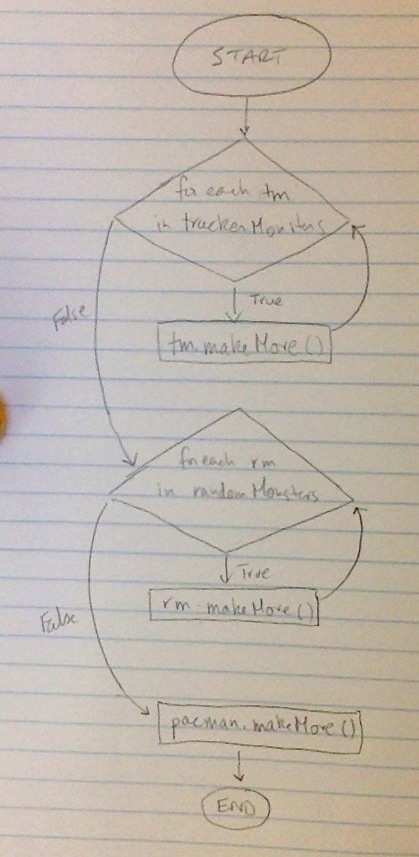 START
for each tm
in trackerMonsters
True
False
tm.makeMove()
for each rm
in randomMonsters
True
rm.makeMove()
False
pacman.makeMove()
END